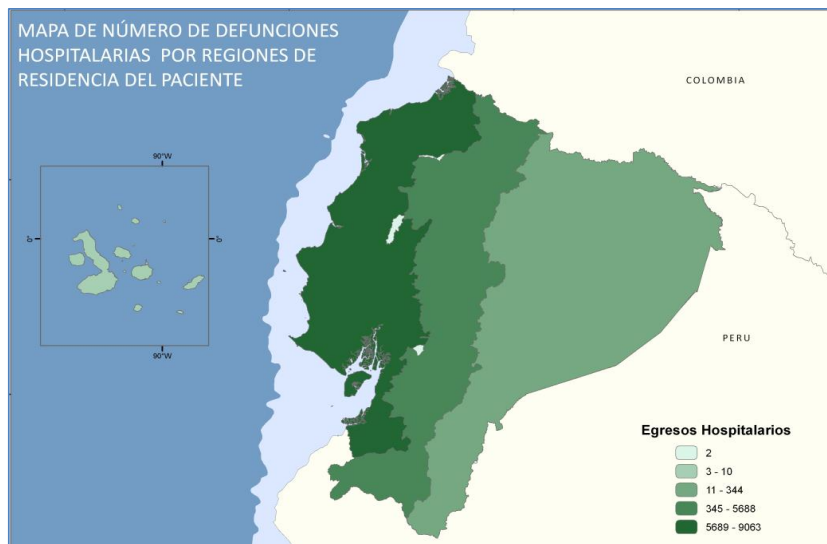 MAPA DE NÚMERO DE DEFUNCIONES
HOSPITALARIAS POR REGIONES DE
RESIDENCIA DEL PACIENTE
COLOMBIA
90°W
0°
0°
90°W
PERU
Egresos Hospitalarios
2
3 - 10
11 - 344
345 - 5688
5689 - 9063